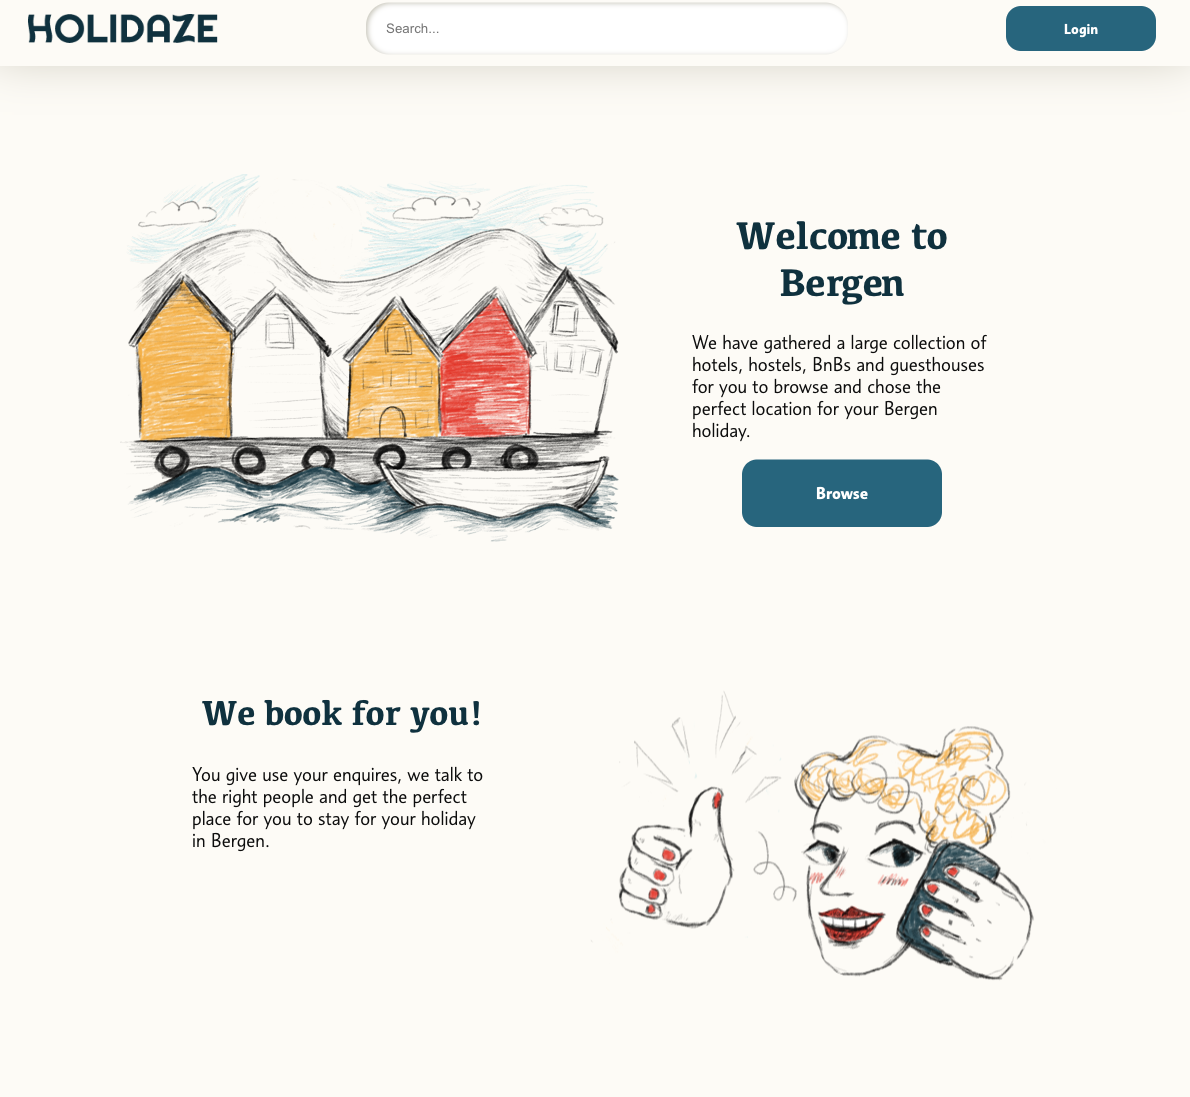 HOLIDAZE
Search...
Login
Welcome to
Bergen
We have gathered a large collection of
hotels, hostels, BnBs and guesthouses
for you to browse and chose the
perfect location for your Bergen
holiday.
Browse
We book for you!
You give use your enquires, we talk to
the right people and get the perfect
place for you to stay for your holiday
in Bergen.